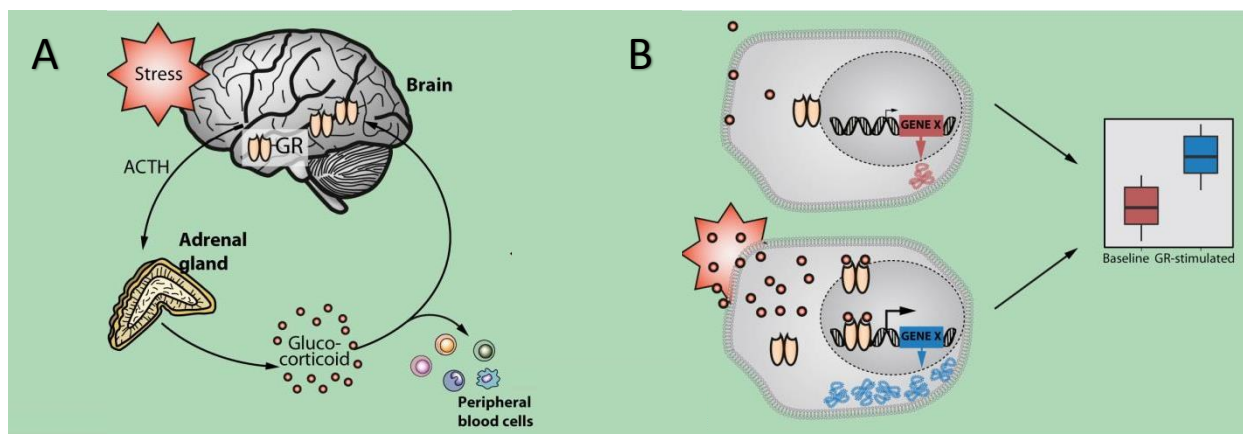 A
Stress
Brain
GR
ACTH
Adrenal
gland
Gluco-
corticoid
Peripheral
blood cells
B
GENE X
GENE X
Baseline GR-stimulated